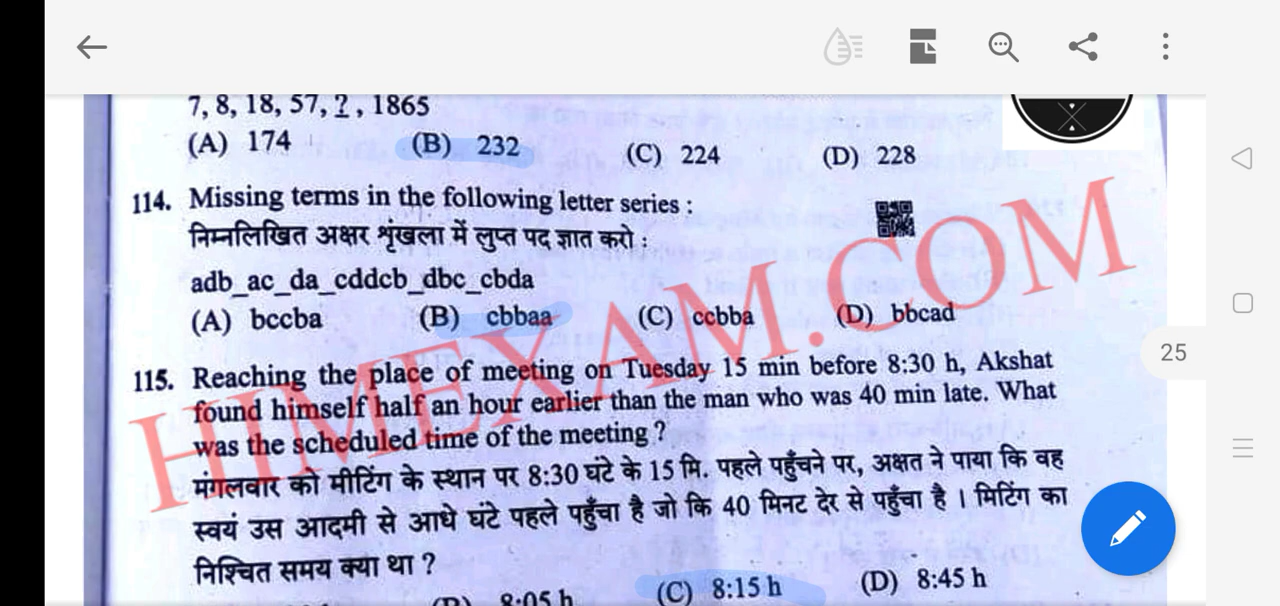 7, 8, 18, 57, ?, 1865
(A) 174 (B) 232 (C) 224 (D) 228
114. Missing terms in the following letter series :
निम्नलिखित अक्षर शृंखला में लुप्त पद ज्ञात करो :
adb_ac_da_cddcb_dbc_cbda
(A) bccba (B) cbbaa (C) ccbba (D) bbcad
115. Reaching the place of meeting on Tuesday 15 min before 8:30 h, Akshat
found himself half an hour earlier than the man who was 40 min late. What
was the scheduled time of the meeting ?
मंगलवार को मीटिंग के स्थान पर 8:30 घंटे के 15 मि. पहले पहुँचने पर, अक्षत ने पाया कि वह
स्वयं उस आदमी से आधे घंटे पहले पहुँचा है जो कि 40 मिनट देर से पहुँचा है । मिटिंग का
निश्चित समय क्या था ?
(B) 8:05 h (C) 8:15 h (D) 8:45 h
HIMEXAM.COM
25